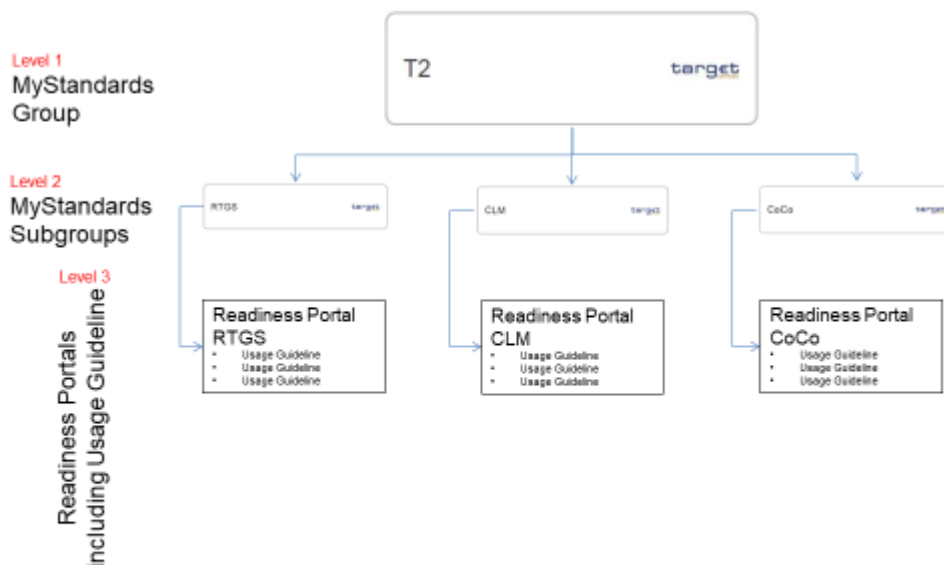 Level 1
MyStandards
Group
T2
target
Level 2
MyStandards
Subgroups
RTGS
target
CLM
target
CoCo
target
Level 3
Readiness Portals
including Usage Guideline
Readiness Portal
RTGS
• Usage Guideline
• Usage Guideline
• Usage Guideline
Readiness Portal
CLM
• Usage Guideline
• Usage Guideline
• Usage Guideline
Readiness Portal
CoCo
• Usage Guideline
• Usage Guideline
• Usage Guideline